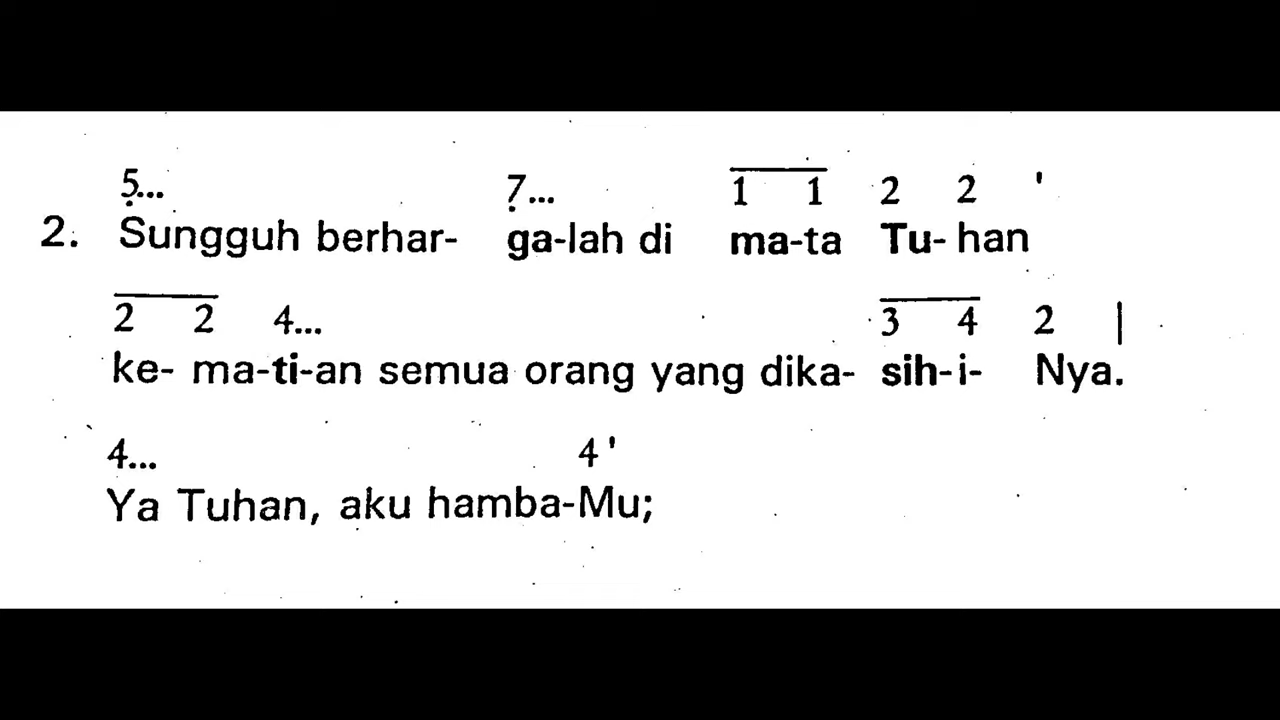 5... 7... 1 1 2 2 '
2. Sungguh berhar- ga-lah di ma-ta Tu-han
2 2 4... 3 4 2 |
ke- ma-ti-an semua orang yang dika- sih-i- Nya.
4... 4 '
Ya Tuhan, aku hamba-Mu;